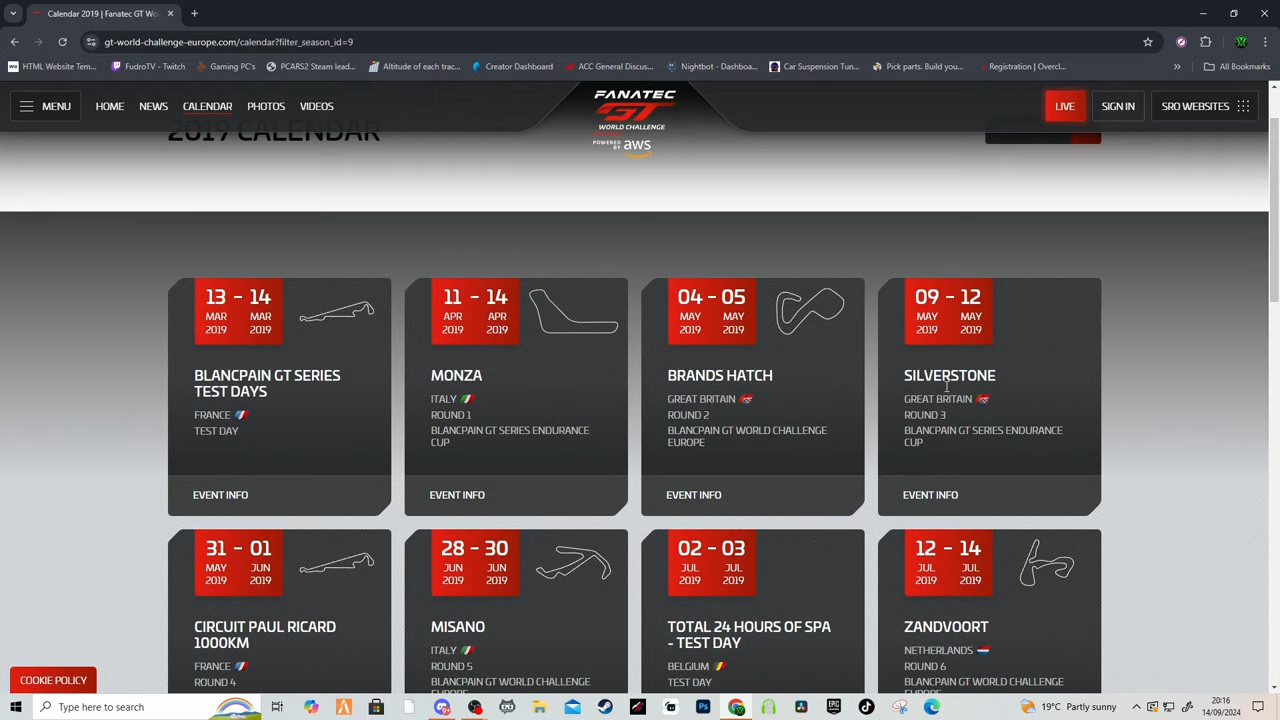 Calendar 2019 | Fanatec GT Wo
gt-world-challenge-europe.com/calendar?filter_season_id=9
HTML Website Tem...
FudroTV - Twitch
Gaming PC's
PCARS2 Steam lead...
Altitude of each trac...
Creator Dashboard
ACC General Discus...
Nightbot - Dashboa...
Car Suspension Tun...
Pick parts. Build you...
Registration | Overcl...
All Bookmarks
MENU
HOME
NEWS
CALENDAR
PHOTOS
VIDEOS
FANATEC
GT
WORLD CHALLENGE
POWERED BY aws
LIVE
SIGN IN
SRO WEBSITES
2019 CALENDAR
13 - 14
MAR MAR
2019 2019
BLANCPAIN GT SERIES
TEST DAYS
FRANCE
TEST DAY
EVENT INFO
11 - 14
APR APR
2019 2019
MONZA
ITALY
ROUND 1
BLANCPAIN GT SERIES ENDURANCE
CUP
EVENT INFO
04 - 05
MAY MAY
2019 2019
BRANDS HATCH
GREAT BRITAIN
ROUND 2
BLANCPAIN GT WORLD CHALLENGE
EUROPE
EVENT INFO
09 - 12
MAY MAY
2019 2019
SILVERSTONE
GREAT BRITAIN
ROUND 3
BLANCPAIN GT SERIES ENDURANCE
CUP
EVENT INFO
31 - 01
MAY JUN
2019 2019
CIRCUIT PAUL RICARD
1000KM
FRANCE
ROUND 4
28 - 30
JUN JUN
2019 2019
MISANO
ITALY
ROUND 5
BLANCPAIN GT WORLD CHALLENGE
EUROPE
02 - 03
JUL JUL
2019 2019
TOTAL 24 HOURS OF SPA
- TEST DAY
BELGIUM
TEST DAY
12 - 14
JUL JUL
2019 2019
ZANDVOORT
NETHERLANDS
ROUND 6
BLANCPAIN GT WORLD CHALLENGE
EUROPE
COOKIE POLICY
Type here to search
19°C Partly sunny
20:16
14/09/2024